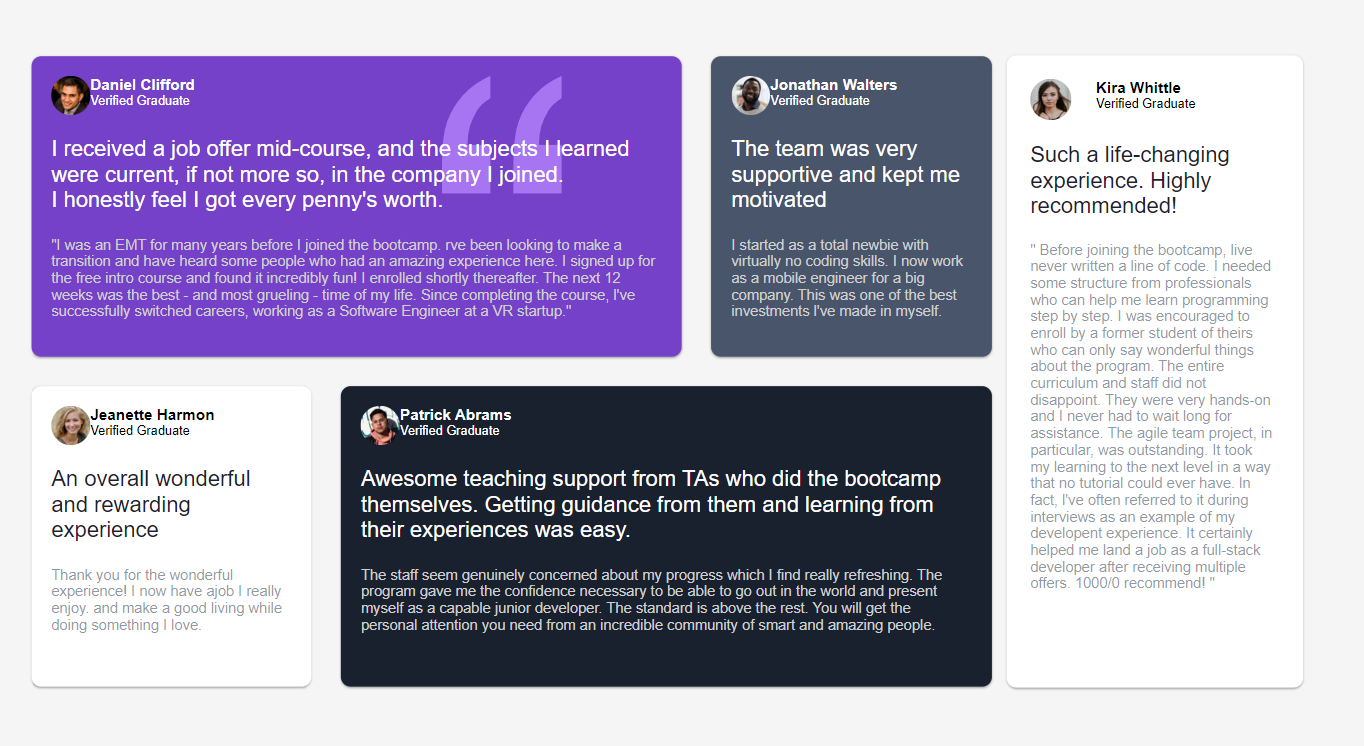 Daniel Clifford
Verified Graduate
I received a job offer mid-course, and the subjects I learned
were current, if not more so, in the company I joined.
I honestly feel I got every penny's worth.
"I was an EMT for many years before I joined the bootcamp. rve been looking to make a
transition and have heard some people who had an amazing experience here. I signed up for
the free intro course and found it incredibly funl I enrolled shortly thereafter. The next 12
weeks was the best - and most grueling - time of my life. Since completing the course, I've
successfully switched careers, working as a Software Engineer at a VR startup."
Jonathan Walters
Verified Graduate
The team was very
supportive and kept me
motivated
I started as a total newbie with
virtually no coding skills. I now work
as a mobile engineer for a big
company. This was one of the best
investments I've made in myself.
Kira Whittle
Verified Graduate
Such a life-changing
experience. Highly
recommended!
" Before joining the bootcamp, live
never written a line of code. I needed
some structure from professionals
who can help me learn programming
step by step. I was encouraged to
enroll by a former student of theirs
who can only say wonderful things
about the program. The entire
curriculum and staff did not
disappoint. They were very hands-on
and I never had to wait long for
assistance. The agile team project, in
particular, was outstanding. It took
my learning to the next level in a way
that no tutorial could ever have. In
fact, I've often referred to it during
interviews as an example of my
developent experience. It certainly
helped me land a job as a full-stack
developer after receiving multiple
offers. 1000/0 recommend! "
Jeanette Harmon
Verified Graduate
An overall wonderful
and rewarding
experience
Thank you for the wonderful
experience! I now have ajob I really
enjoy. and make a good living while
doing something I love.
Patrick Abrams
Verified Graduate
Awesome teaching support from TAs who did the bootcamp
themselves. Getting guidance from them and learning from
their experiences was easy.
The staff seem genuinely concerned about my progress which I find really refreshing. The
program gave me the confidence necessary to be able to go out in the world and present
myself as a capable junior developer. The standard is above the rest. You will get the
personal attention you need from an incredible community of smart and amazing people.